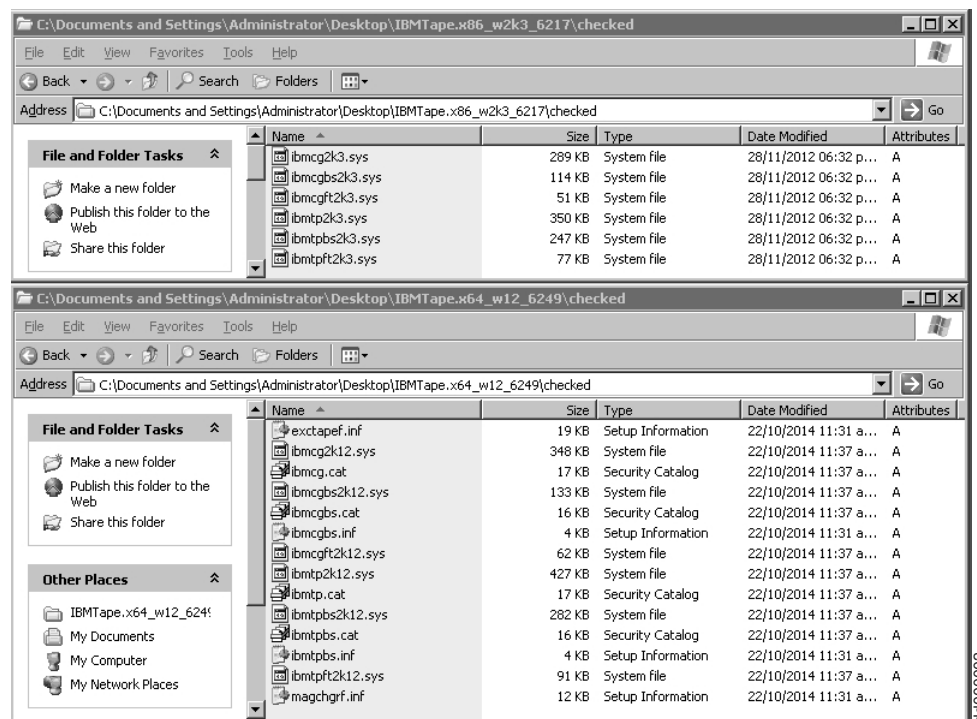 C:\Documents and Settings\Administrator\Desktop\IBMTape.x86_w2k3_6217\checked
File Edit View Favorites Tools Help
Back Search Folders
Address C:\Documents and Settings\Administrator\Desktop\IBMTape.x86_w2k3_6217\checked Go
Name Size Type Date Modified Attributes
File and Folder Tasks
Make a new folder
Publish this folder to the
Web
Share this folder
ibmcg2k3.sys 289 KB System file 28/11/2012 06:32 p... A
ibmcgbs2k3.sys 114 KB System file 28/11/2012 06:32 p... A
ibmcgft2k3.sys 51 KB System file 28/11/2012 06:32 p... A
ibmtp2k3.sys 350 KB System file 28/11/2012 06:32 p... A
ibmtpbs2k3.sys 247 KB System file 28/11/2012 06:32 p... A
ibmtpft2k3.sys 77 KB System file 28/11/2012 06:32 p... A
C:\Documents and Settings\Administrator\Desktop\IBMTape.x64_w12_6249\checked
File Edit View Favorites Tools Help
Back Search Folders
Address C:\Documents and Settings\Administrator\Desktop\IBMTape.x64_w12_6249\checked Go
Name Size Type Date Modified Attributes
File and Folder Tasks
Make a new folder
Publish this folder to the
Web
Share this folder
Other Places
IBMTape.x64_w12_6249
My Documents
My Computer
My Network Places
exctapef.inf 19 KB Setup Information 22/10/2014 11:31 a... A
ibmcg2k12.sys 348 KB System file 22/10/2014 11:37 a... A
ibmcg.cat 17 KB Security Catalog 22/10/2014 11:37 a... A
ibmcgbs2k12.sys 133 KB System file 22/10/2014 11:37 a... A
ibmcgbs.cat 16 KB Security Catalog 22/10/2014 11:37 a... A
ibmcgbs.inf 4 KB Setup Information 22/10/2014 11:31 a... A
ibmcgft2k12.sys 62 KB System file 22/10/2014 11:37 a... A
ibmtp2k12.sys 427 KB System file 22/10/2014 11:37 a... A
ibmtp.cat 17 KB Security Catalog 22/10/2014 11:37 a... A
ibmtpbs2k12.sys 282 KB System file 22/10/2014 11:37 a... A
ibmtpbs.cat 16 KB Security Catalog 22/10/2014 11:37 a... A
ibmtpbs.inf 4 KB Setup Information 22/10/2014 11:31 a... A
ibmtpft2k12.sys 91 KB System file 22/10/2014 11:37 a... A
magchgrf.inf 12 KB Setup Information 22/10/2014 11:31 a... A